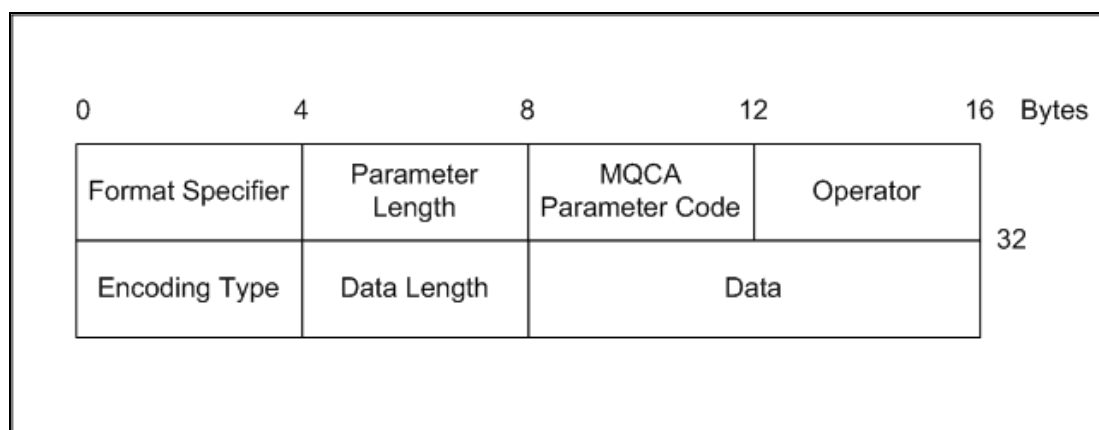 0 4 8 12 16 Bytes
Format Specifier
Parameter
Length
MQCA
Parameter Code
Operator
32
Encoding Type
Data Length
Data